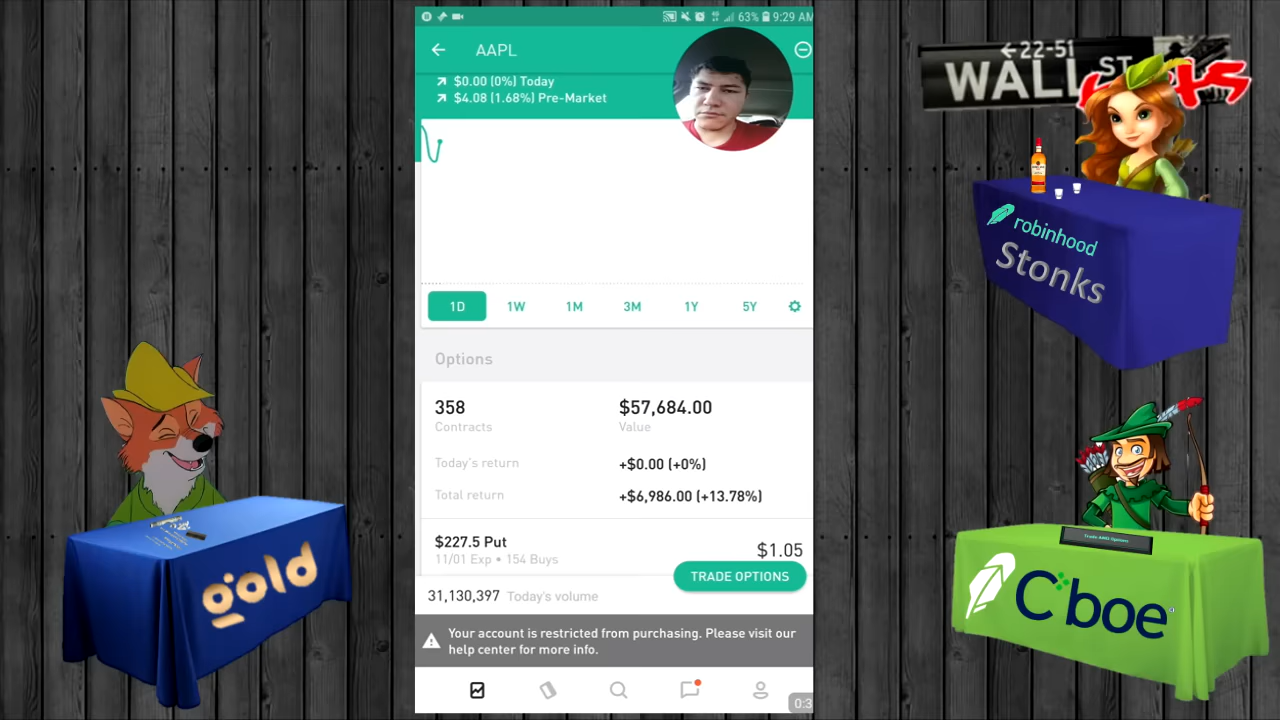 63% 9:29 AM
AAPL
$0.00 (0%) Today
$4.08 (1.68%) Pre-Market
1D 1W 1M 3M 1Y 5Y
Options
358 $57,684.00
Contracts Value
Today's return +$0.00 (+0%)
Total return +$6,986.00 (+13.78%)
$227.5 Put
11/01 Exp • 154 Buys
$1.05
TRADE OPTIONS
31,130,397 Today's volume
Your account is restricted from purchasing. Please visit our
help center for more info.
0:3
←22-51
WALL ST
robinhood
Stonks
gold
Cboe